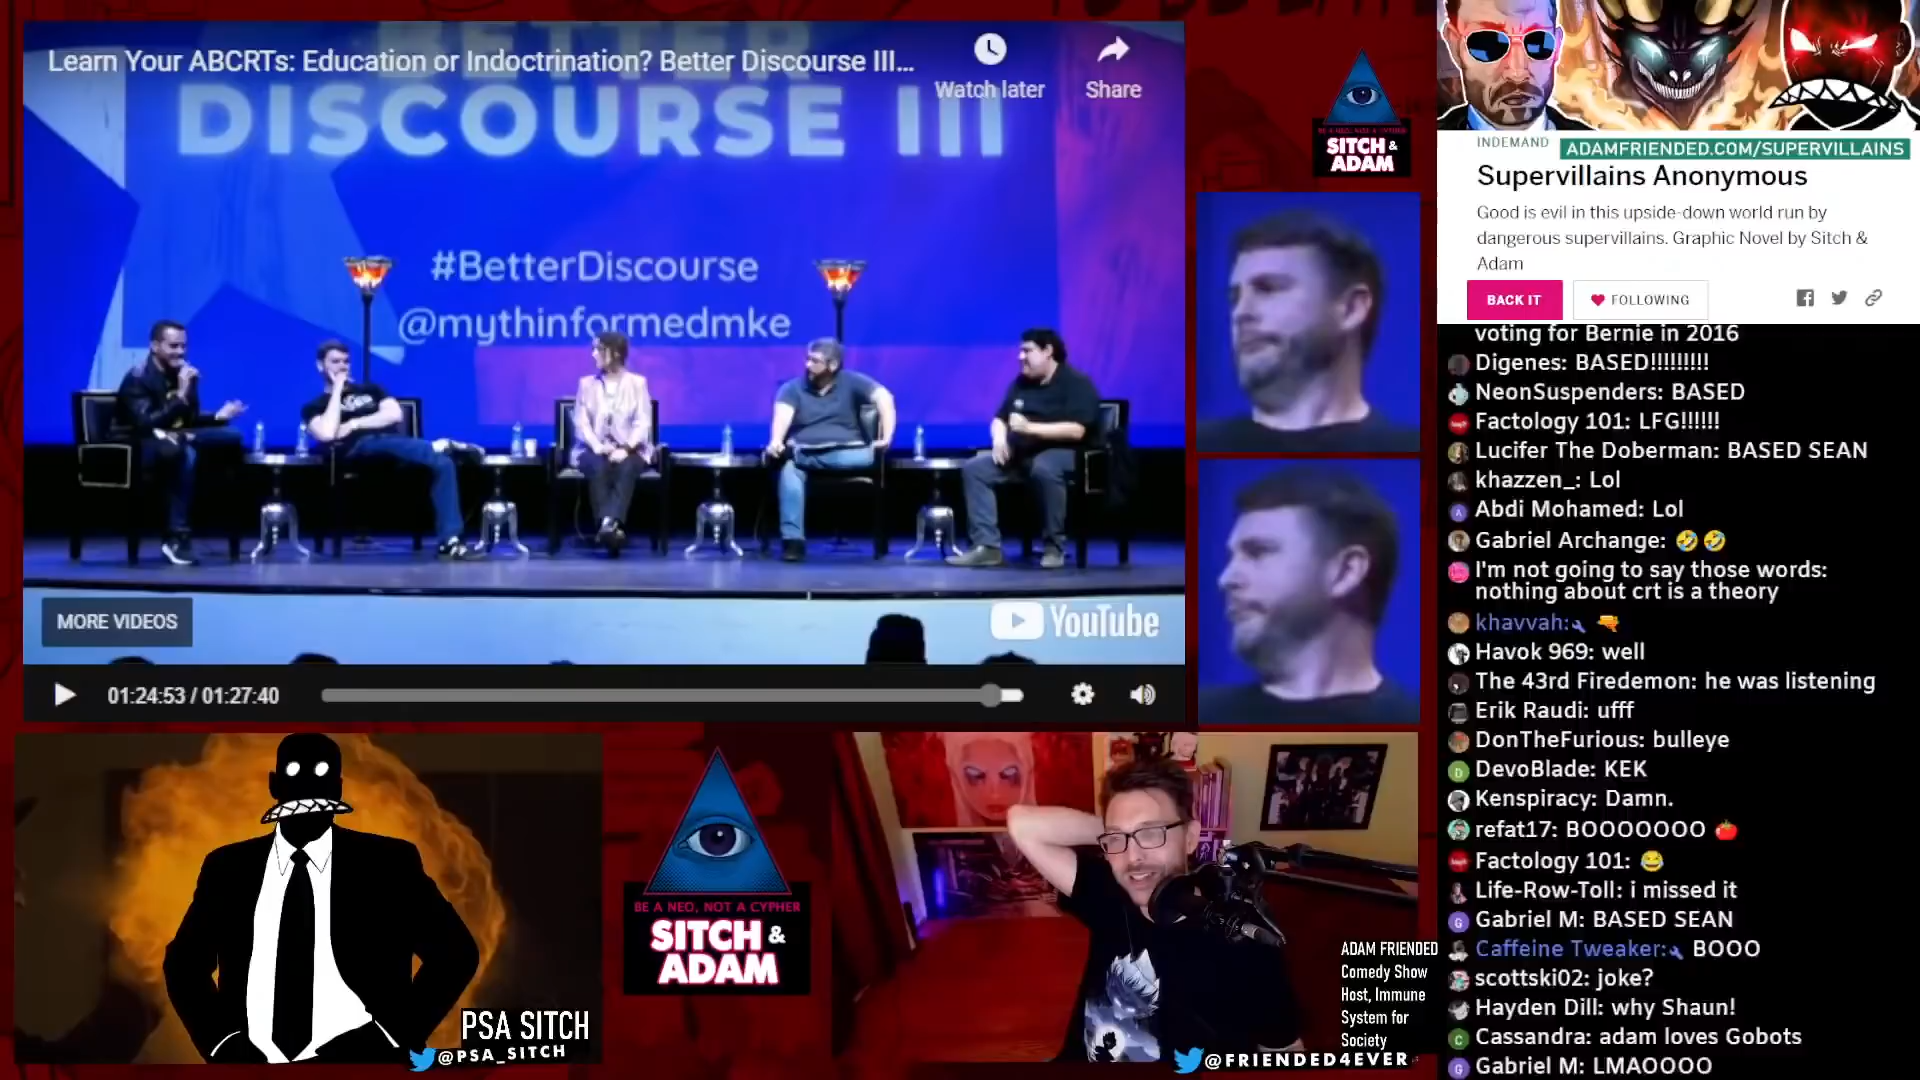 Learn Your ABCRTs: Education or Indoctrination? Better Discourse III...
Watch later
Share
DISCOURSE III
#BetterDiscourse
@mythinformedmke
MORE VIDEOS
YouTube
01:24:53 / 01:27:40
BE A NEO, NOT A CYPHER
SITCH &
ADAM
PSA SITCH
@PSA_SITCH
BE A NEO, NOT A CYPHER
SITCH &
ADAM
ADAM FRIENDED
Comedy Show
Host, Immune
System for
Society
@FRIENDED4EVER
INDEMAND
ADAMFRIENDED.COM/SUPERVILLAINS
Supervillains Anonymous
Good is evil in this upside-down world run by
dangerous supervillains. Graphic Novel by Sitch &
Adam
BACK IT
FOLLOWING
voting for Bernie in 2016
Digenes: BASED!!!!!!!!!
NeonSuspenders: BASED
Factology 101: LFG!!!!!!
Lucifer The Doberman: BASED SEAN
khazzen_: Lol
Abdi Mohamed: Lol
Gabriel Archange: 🤣🤣
I'm not going to say those words:
nothing about crt is a theory
khavvah:🔧 🔫
Havok 969: well
The 43rd Firedemon: he was listening
Erik Raudi: ufff
DonTheFurious: bulleye
DevoBlade: KEK
Kenspiracy: Damn.
refat17: BOOOOOOO 🍅
Factology 101: 😂
Life-Row-Toll: i missed it
Gabriel M: BASED SEAN
Caffeine Tweaker:🔧 BOOO
scottski02: joke?
Hayden Dill: why Shaun!
Cassandra: adam loves Gobots
Gabriel M: LMAOOOO